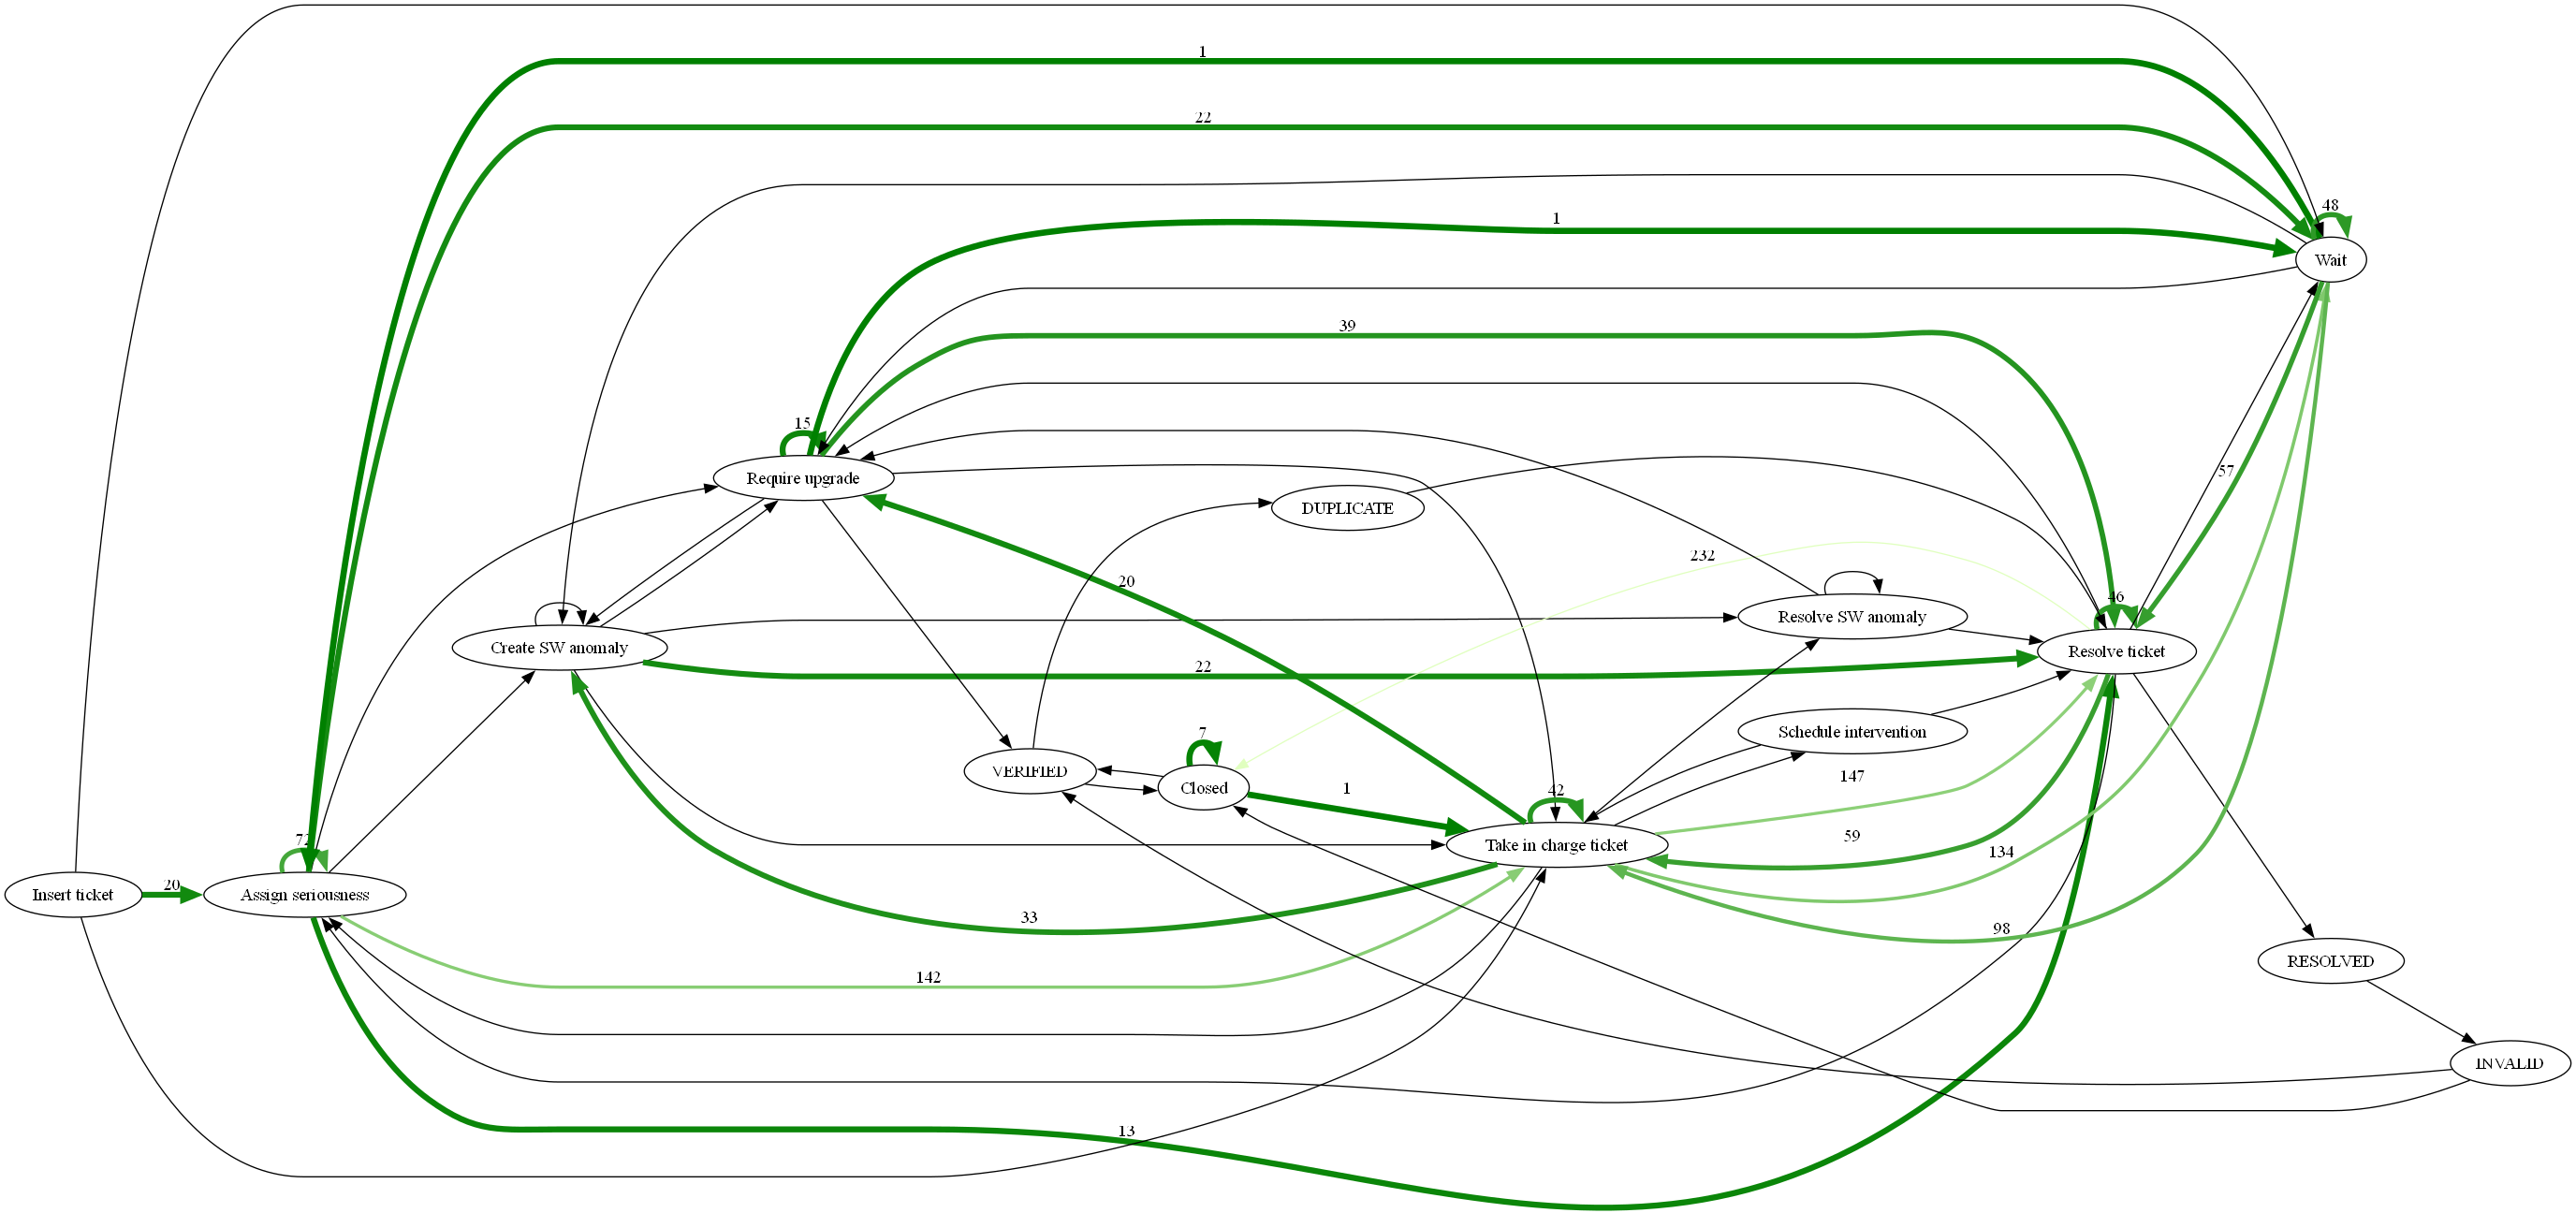 1
22
48
Wait
1
39
15
57
Require upgrade
DUPLICATE
232
20
46
Resolve SW anomaly
Create SW anomaly
Resolve ticket
22
Schedule intervention
7
VERIFIED
Closed
147
1
42
59
Take in charge ticket
134
Insert ticket
20
Assign seriousness
33
98
RESOLVED
142
INVALID
13